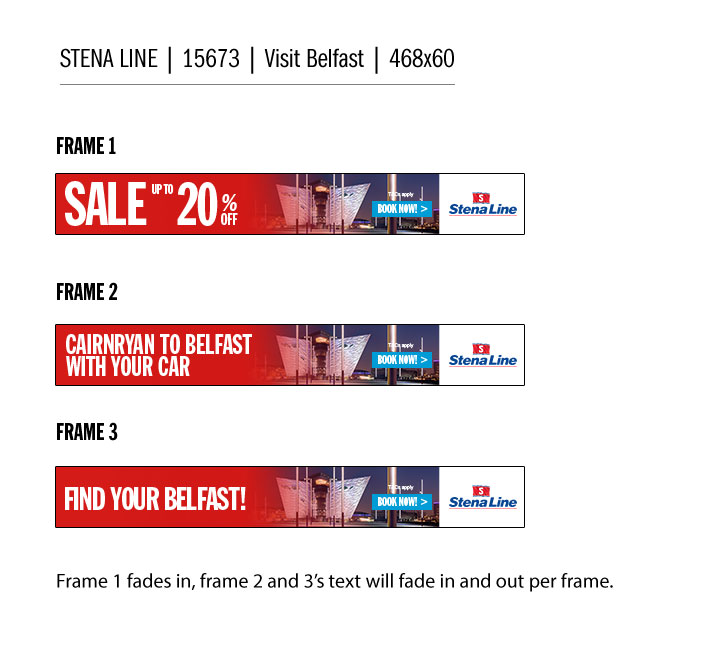 STENA LINE | 15673 | Visit Belfast | 468x60
FRAME 1
SALE UP TO 20% OFF
T&Cs apply
BOOK NOW! >
S
Stena Line
FRAME 2
CAIRNRYAN TO BELFAST
WITH YOUR CAR
T&Cs apply
BOOK NOW! >
S
Stena Line
FRAME 3
FIND YOUR BELFAST!
T&Cs apply
BOOK NOW! >
S
Stena Line
Frame 1 fades in, frame 2 and 3’s text will fade in and out per frame.